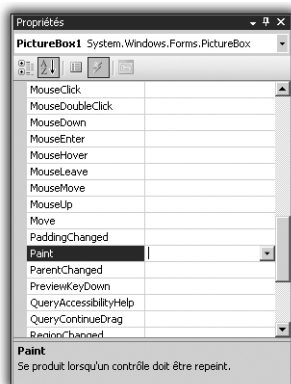 Propriétés
PictureBox1 System.Windows.Forms.PictureBox
MouseClick
MouseDoubleClick
MouseDown
MouseEnter
MouseHover
MouseLeave
MouseMove
MouseUp
Move
PaddingChanged
Paint
ParentChanged
PreviewKeyDown
QueryAccessibilityHelp
QueryContinueDrag
RegionChanged
Paint
Se produit lorsqu'un contrôle doit être repeint.